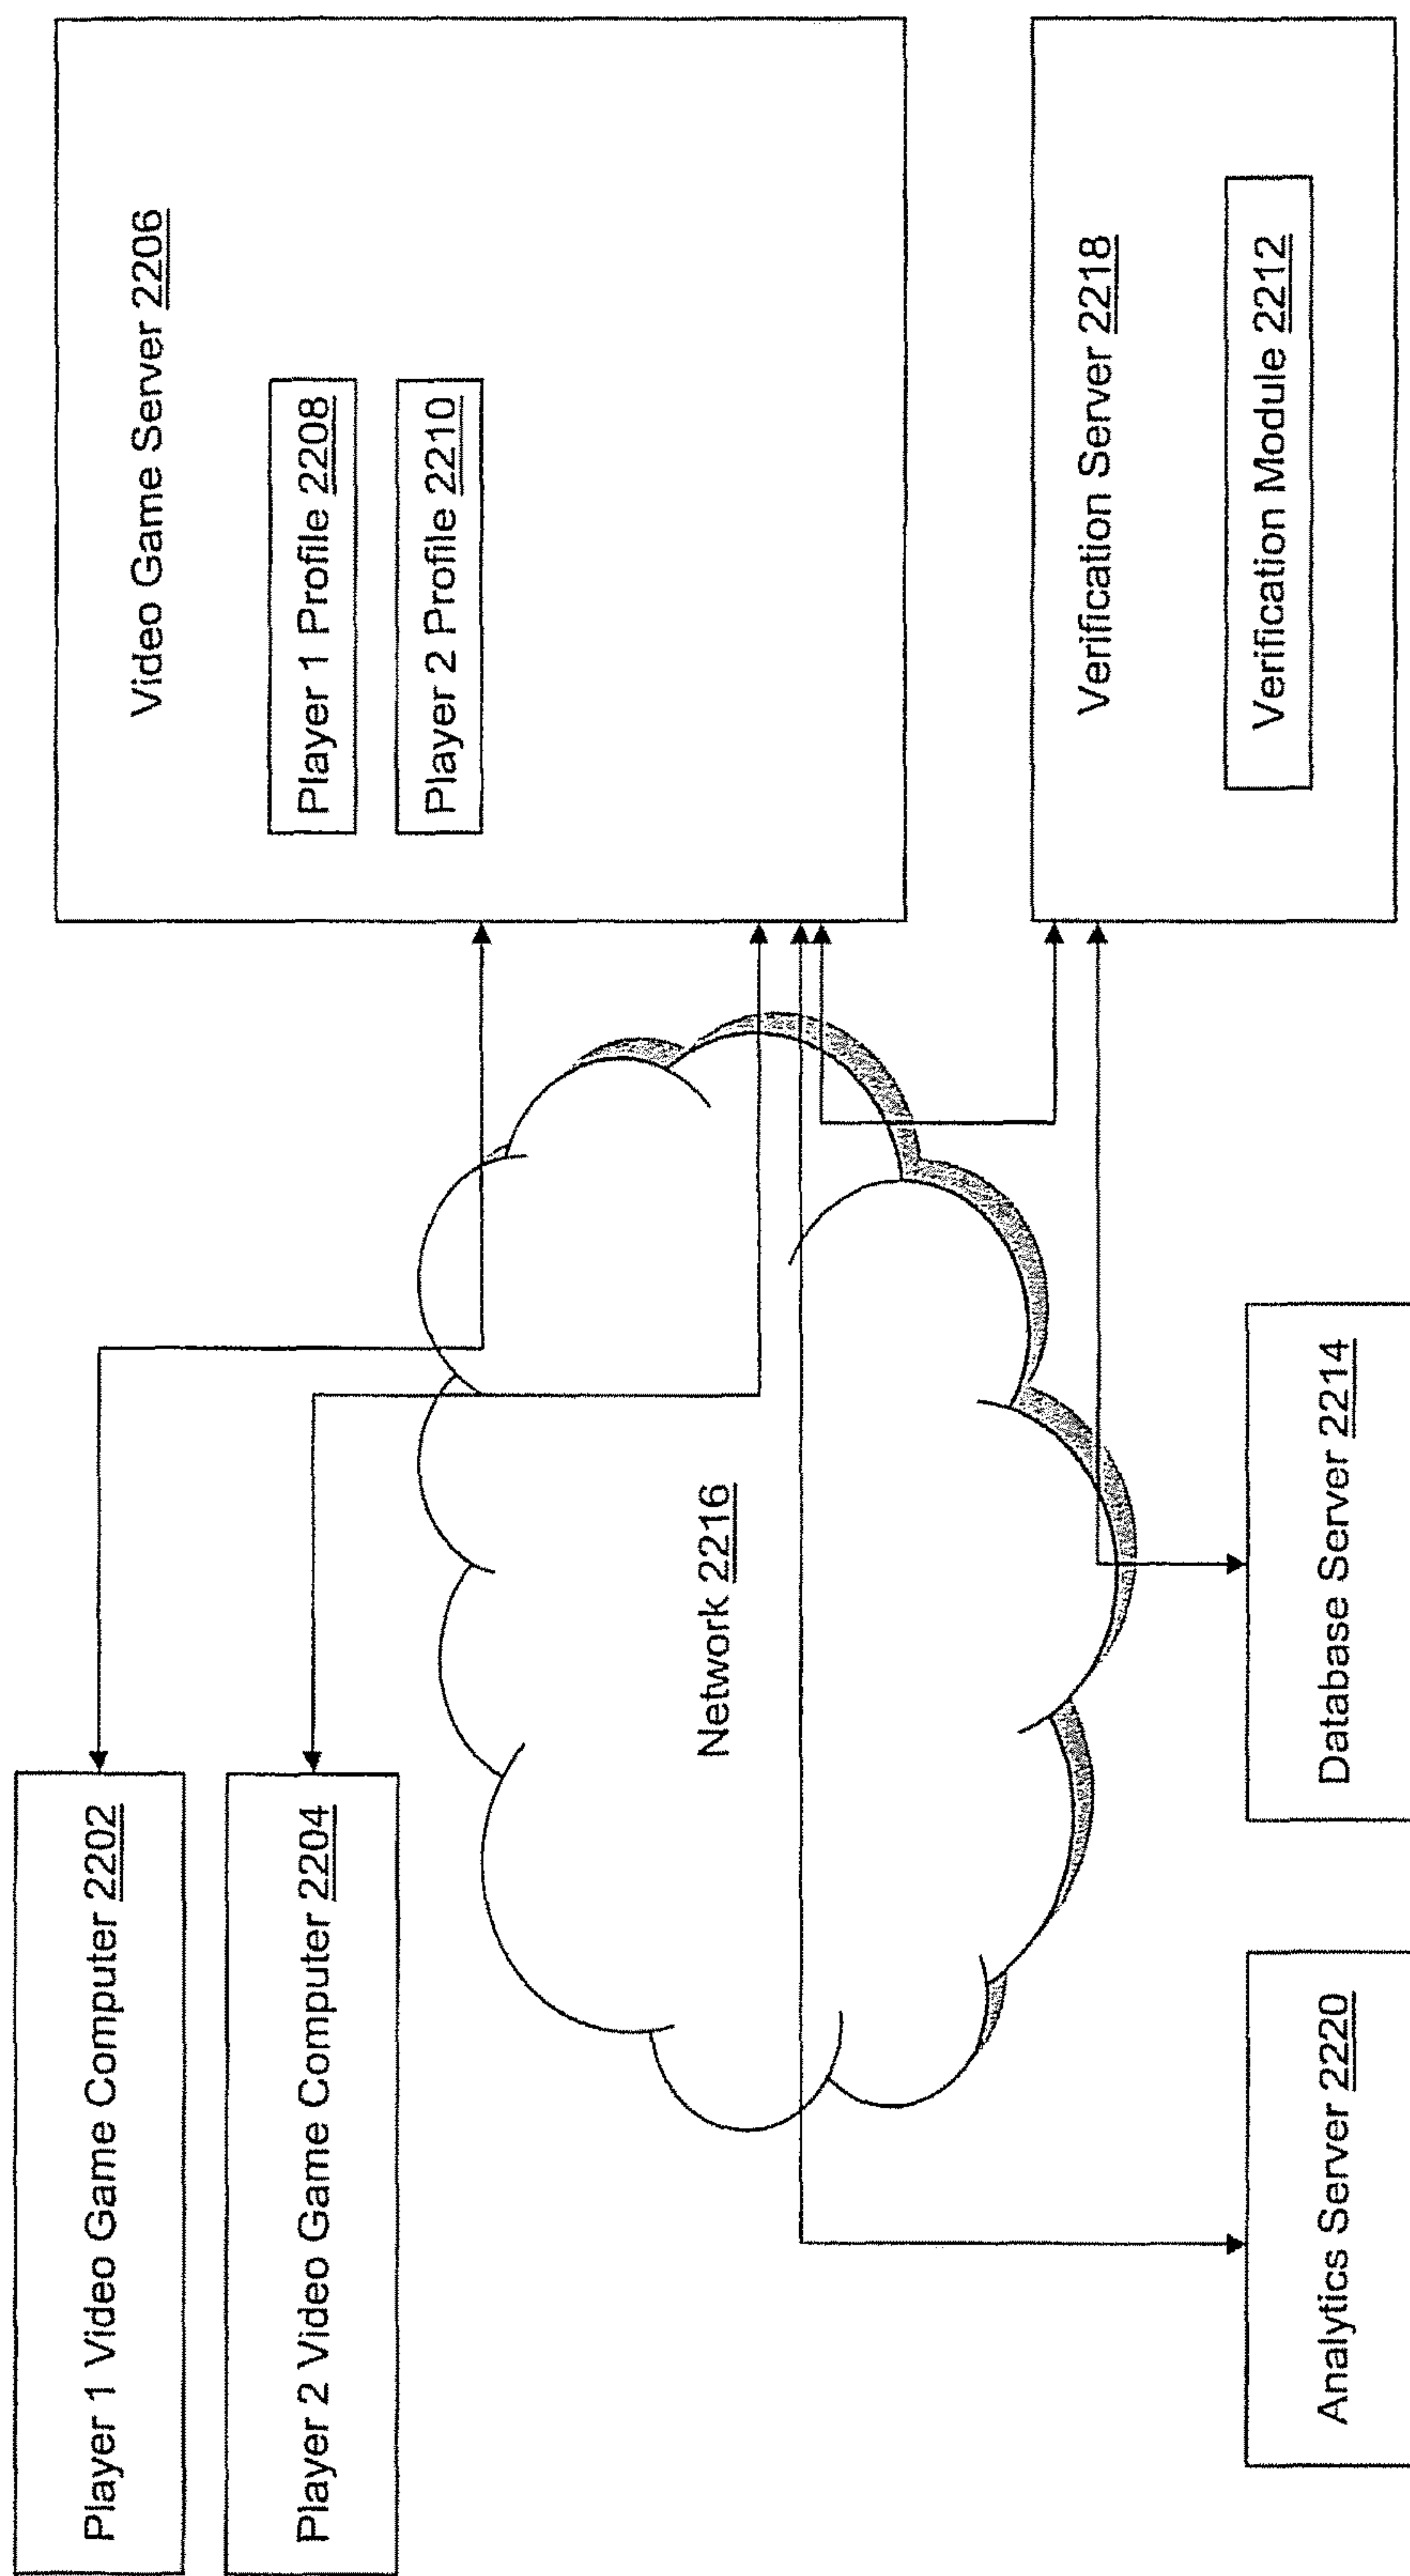 Player 1 Video Game Computer 2202
Player 2 Video Game Computer 2204
Video Game Server 2206
Player 1 Profile 2208
Player 2 Profile 2210
Network 2216
Verification Server 2218
Verification Module 2212
Analytics Server 2220
Database Server 2214